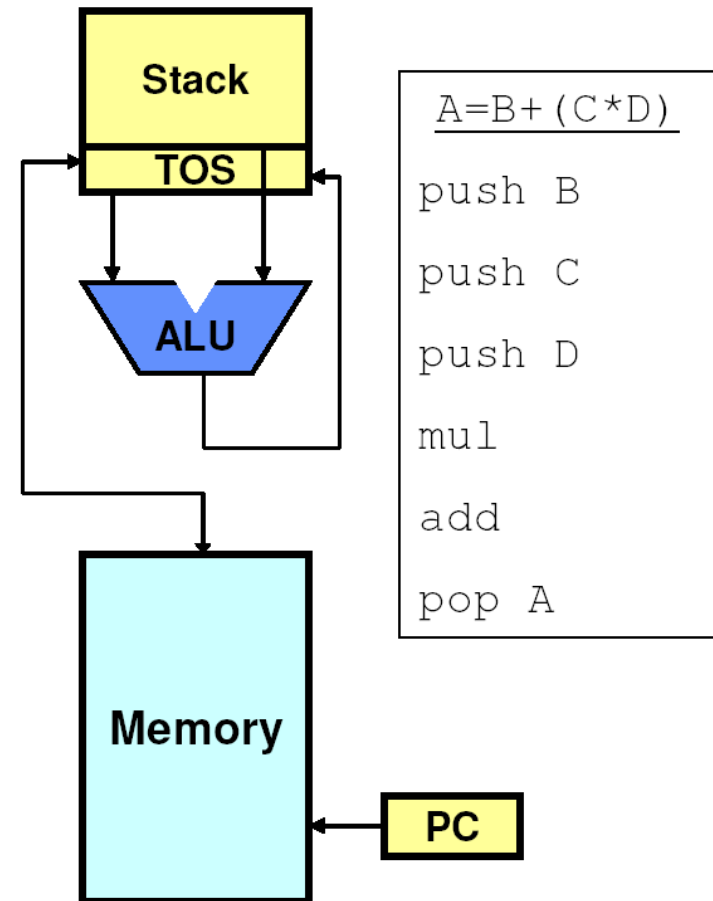 Stack
TOS
ALU
Memory
PC
A=B+(C*D)
push B
push C
push D
mul
add
pop A